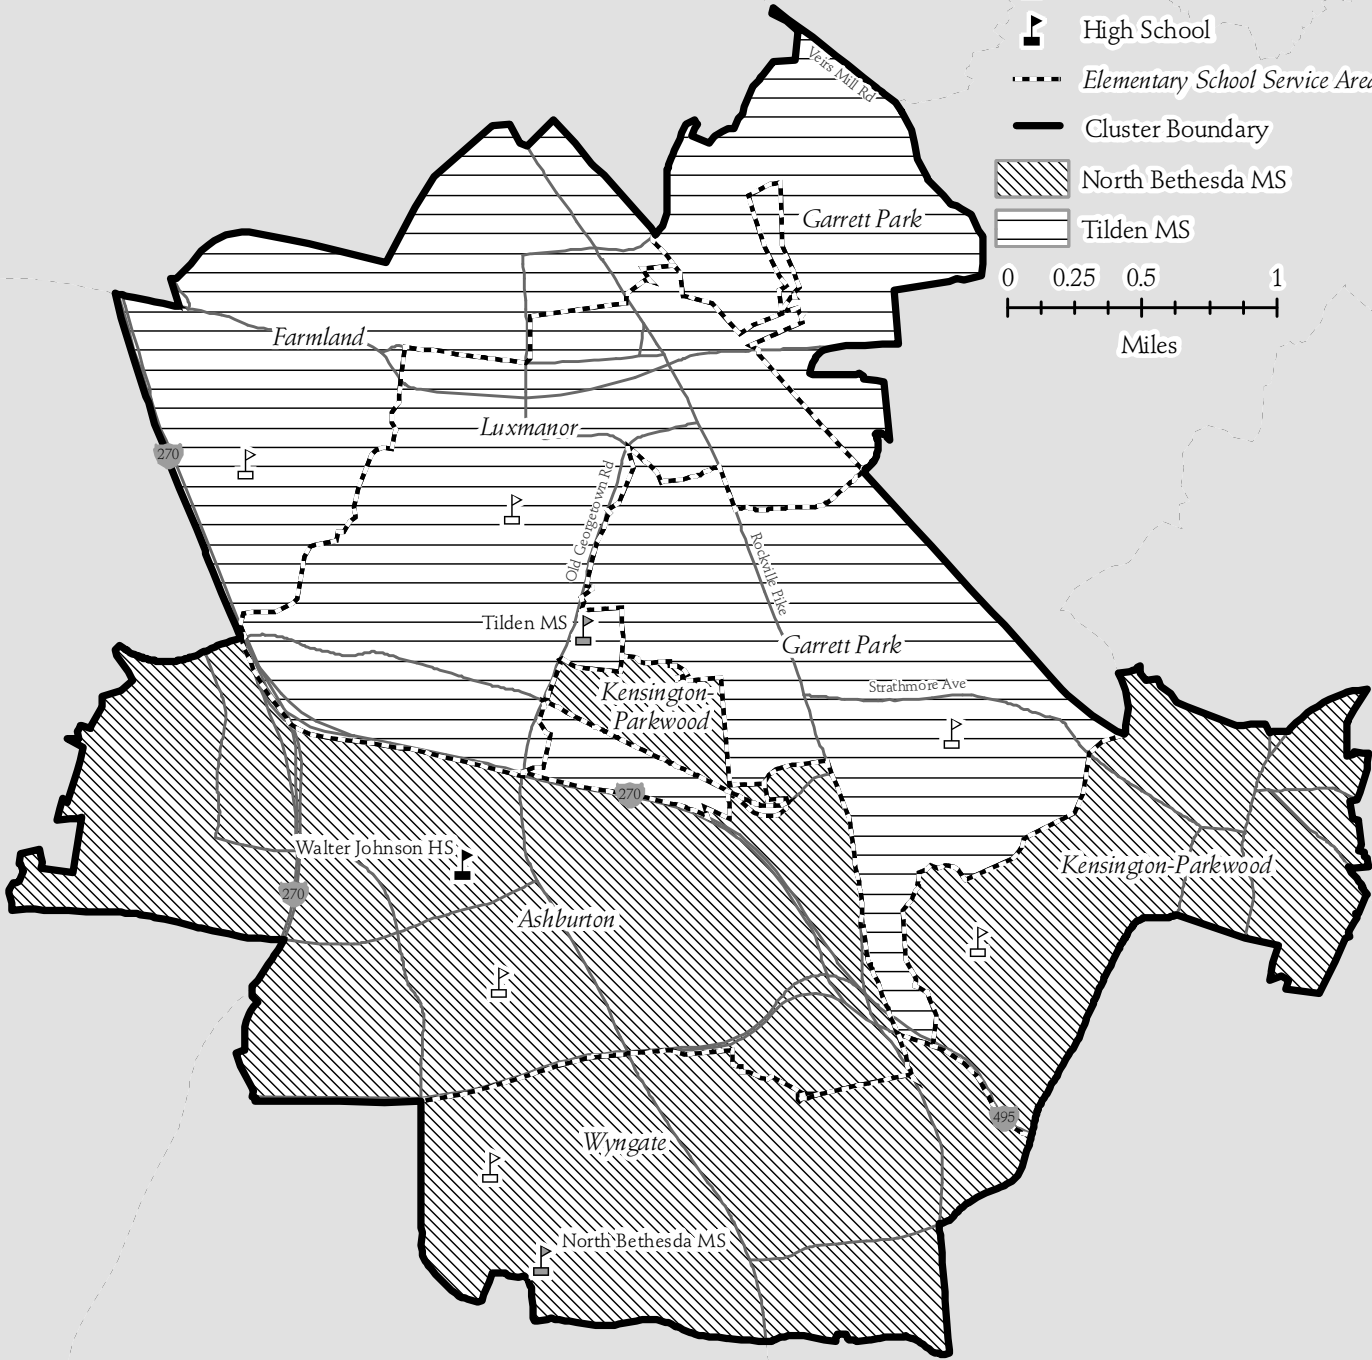 High School
Elementary School Service Area
Cluster Boundary
North Bethesda MS
Tilden MS
0 0.25 0.5 1
Miles
Veirs Mill Rd
Garrett Park
Farmland
Luxmanor
270
Old Georgetown Rd
Rockville Pike
Tilden MS
Garrett Park
Strathmore Ave
Kensington-
Parkwood
270
Walter Johnson HS
Kensington-Parkwood
270
Ashburton
495
Wyngate
North Bethesda MS